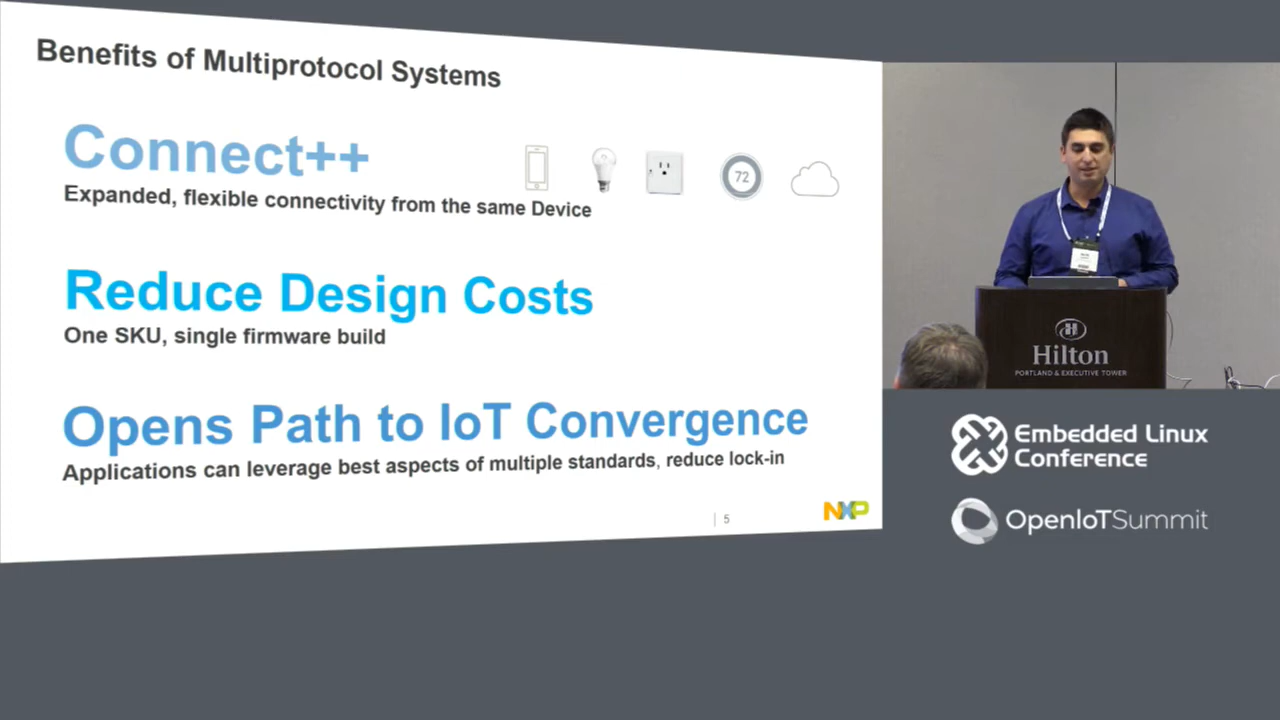 Benefits of Multiprotocol Systems
Connect++
Expanded, flexible connectivity from the same Device
72
Reduce Design Costs
One SKU, single firmware build
Opens Path to IoT Convergence
Applications can leverage best aspects of multiple standards, reduce lock-in
5
NXP
Hilton
PORTLAND & EXECUTIVE TOWER
Embedded Linux
Conference
OpenIoTSummit